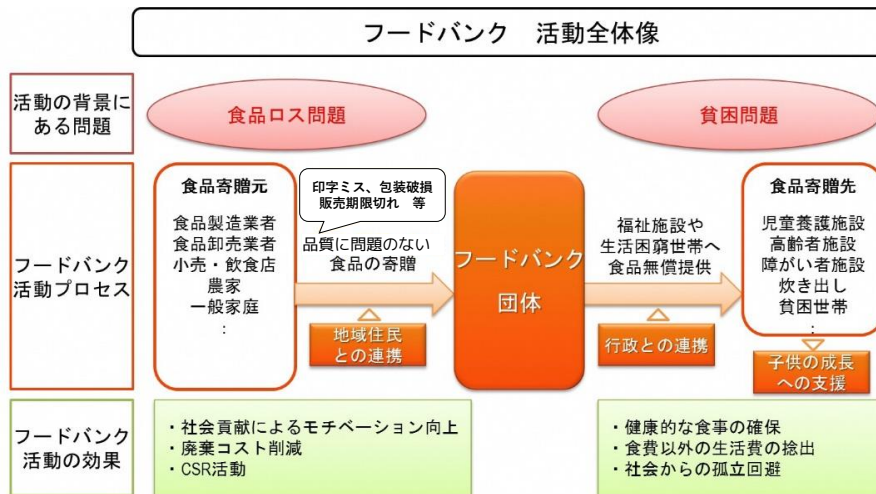 フードバンク　活動全体像
活動の背景に
ある問題
食品ロス問題
貧困問題
フードバンク
活動プロセス
食品寄贈元
食品製造業者
食品卸売業者
小売・飲食店
農家
一般家庭
:
印字ミス、包装破損
販売期限切れ　等
品質に問題のない
食品の寄贈
地域住民
との連携
フードバンク
団体
福祉施設や
生活困窮世帯へ
食品無償提供
行政との連携
食品寄贈先
児童養護施設
高齢者施設
障がい者施設
炊き出し
貧困世帯
:
子供の成長
への支援
フードバンク
活動の効果
・社会貢献によるモチベーション向上
・廃棄コスト削減
・CSR活動
・健康的な食事の確保
・食費以外の生活費の捻出
・社会からの孤立回避